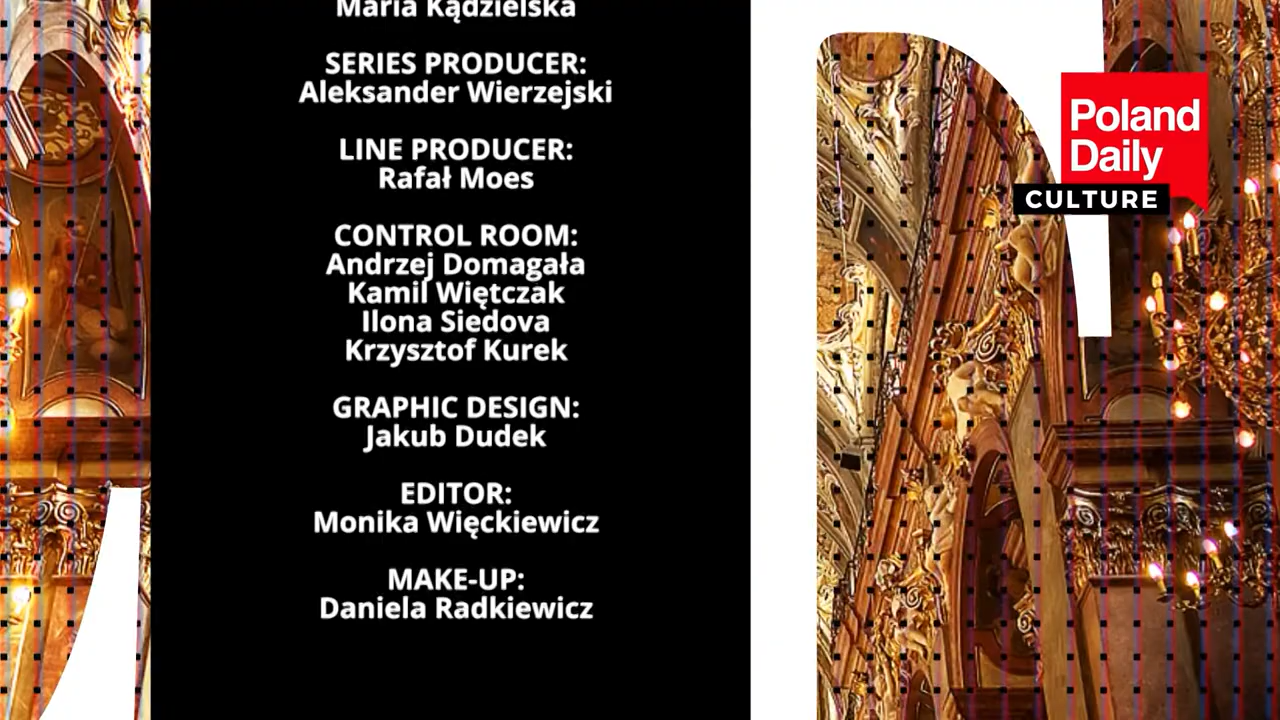 Maria Kądzielska
SERIES PRODUCER:
Aleksander Wierzejski
LINE PRODUCER:
Rafał Moes
CONTROL ROOM:
Andrzej Domagała
Kamil Więtczak
Ilona Siedova
Krzysztof Kurek
GRAPHIC DESIGN:
Jakub Dudek
EDITOR:
Monika Więckiewicz
MAKE-UP:
Daniela Radkiewicz
Poland
Daily
CULTURE